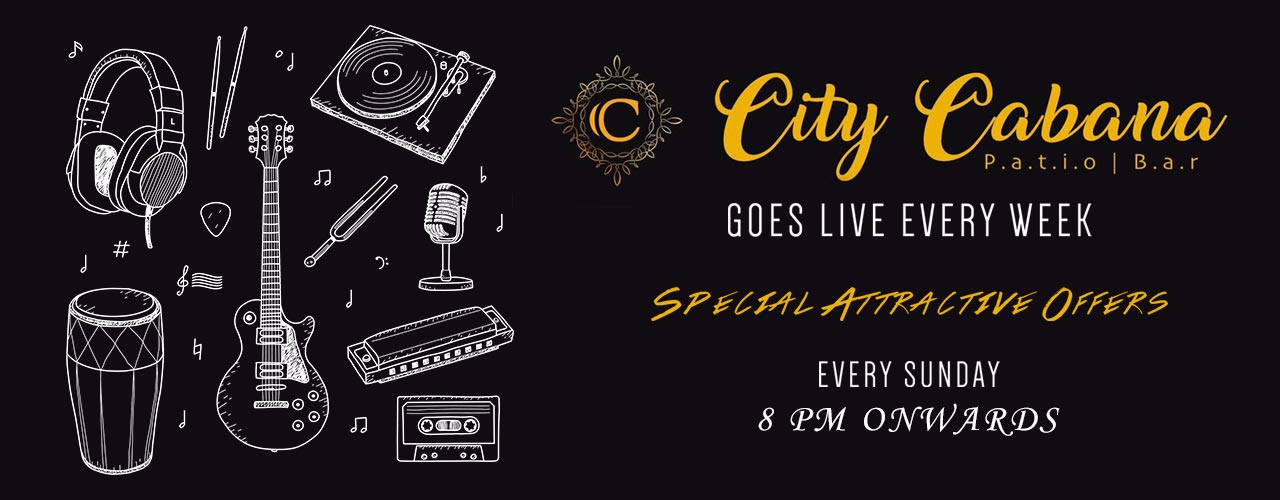 C
City Cabana
P.a.t.i.o | B.a.r
GOES LIVE EVERY WEEK
SPECIAL ATTRACTIVE OFFERS
EVERY SUNDAY
8 PM ONWARDS
L
#